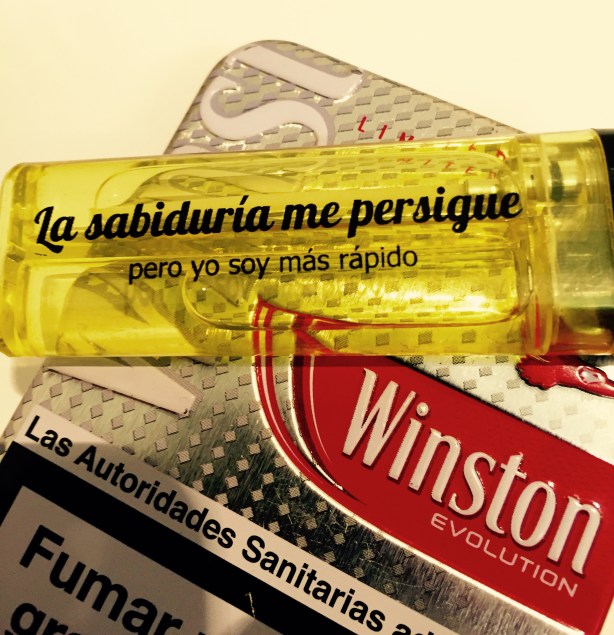 La sabiduría me persigue
pero yo soy más rápido
Winston
EVOLUTION
Las Autoridades Sanitarias
Fumar